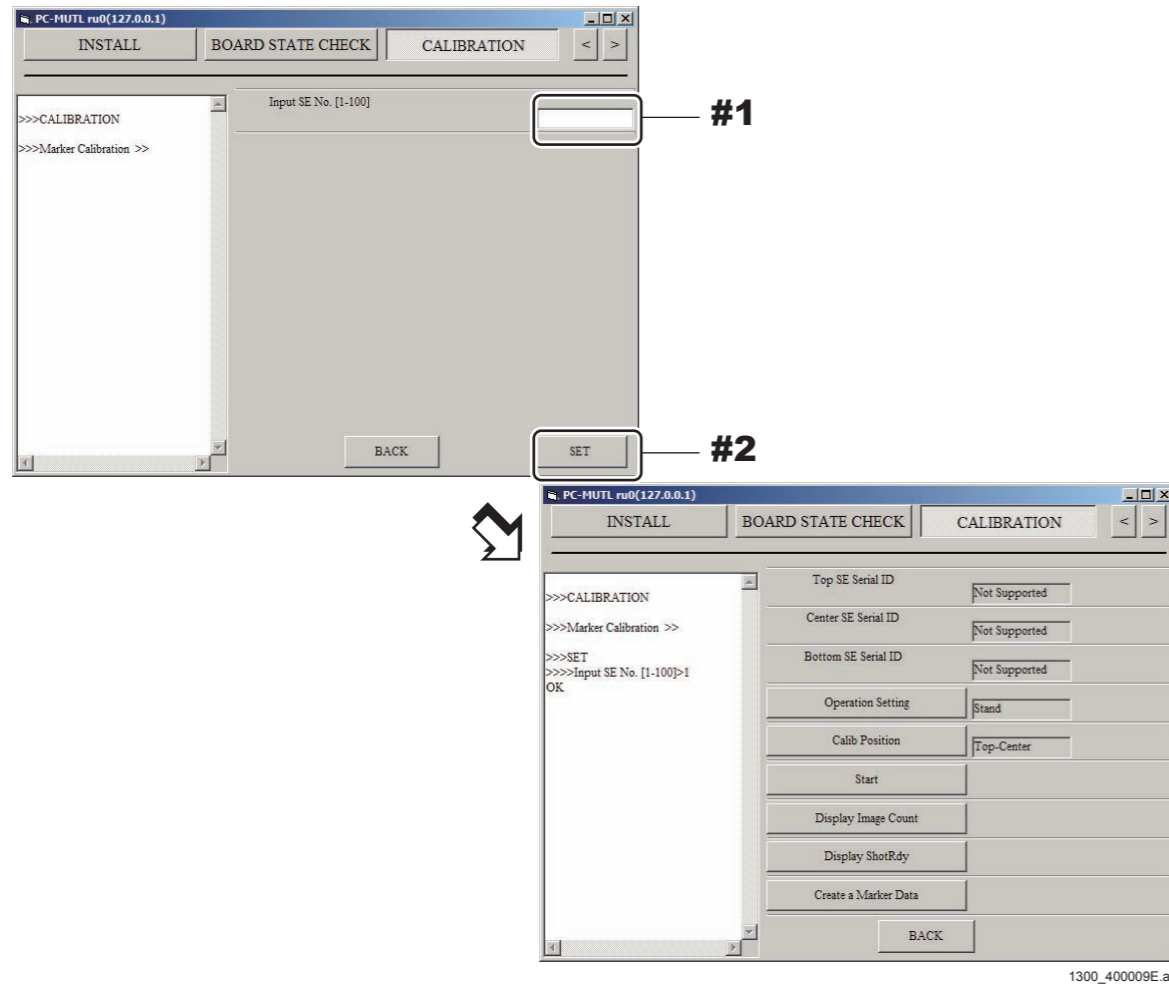 PC-MUTL ru0(127.0.0.1)
INSTALL
BOARD STATE CHECK
CALIBRATION
< >
>>>CALIBRATION
>>>Marker Calibration >>
Input SE No. [1-100]
#1
BACK
SET
#2
PC-MUTL ru0(127.0.0.1)
INSTALL
BOARD STATE CHECK
CALIBRATION
< >
>>>CALIBRATION
>>>Marker Calibration >>
>>>SET
>>>>Input SE No. [1-100]>1
OK
Top SE Serial ID
Not Supported
Center SE Serial ID
Not Supported
Bottom SE Serial ID
Not Supported
Operation Setting
Stand
Calib Position
Top-Center
Start
Display Image Count
Display ShotRdy
Create a Marker Data
BACK
1300_400009E.a